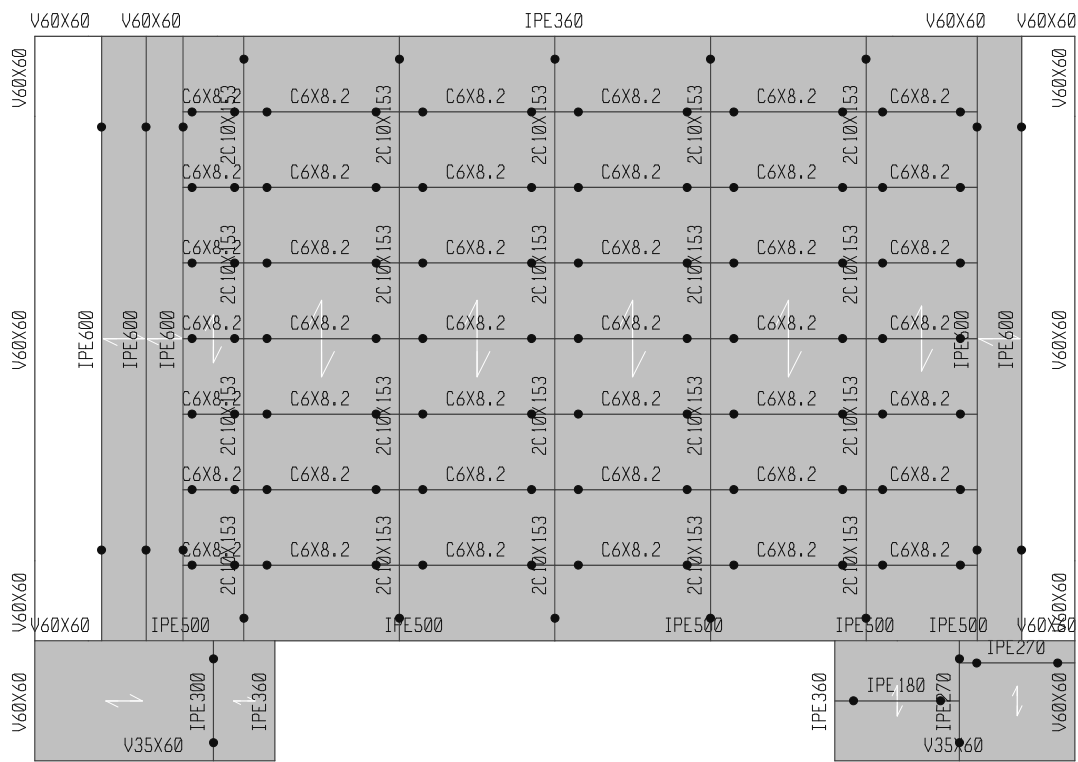 V60X60 V60X60 IPE360 V60X60 V60X60
V60X60 V60X60
C6X8.2 C6X8.2 C6X8.2 C6X8.2 C6X8.2 C6X8.2
2C10X153 2C10X153 2C10X153 2C10X153 2C10X153
C6X8.2 C6X8.2 C6X8.2 C6X8.2 C6X8.2 C6X8.2
C6X8.2 C6X8.2 C6X8.2 C6X8.2 C6X8.2 C6X8.2
2C10X153 2C10X153 2C10X153 2C10X153 2C10X153
C6X8.2 C6X8.2 C6X8.2 C6X8.2 C6X8.2 C6X8.2
V60X60 IPE600 IPE600 IPE600 IPE600 IPE600 V60X60
C6X8.2 C6X8.2 C6X8.2 C6X8.2 C6X8.2 C6X8.2
2C10X153 2C10X153 2C10X153 2C10X153 2C10X153
C6X8.2 C6X8.2 C6X8.2 C6X8.2 C6X8.2 C6X8.2
C6X8.2 C6X8.2 C6X8.2 C6X8.2 C6X8.2 C6X8.2
2C10X153 2C10X153 2C10X153 2C10X153 2C10X153
V60X60 V60X60
V60X60 IPE500 IPE500 IPE500 IPE500 IPE500 V60X60
IPE270
IPE180
V60X60 IPE300 IPE360 IPE360 IPE270 V60X60
V35X60 V35X60